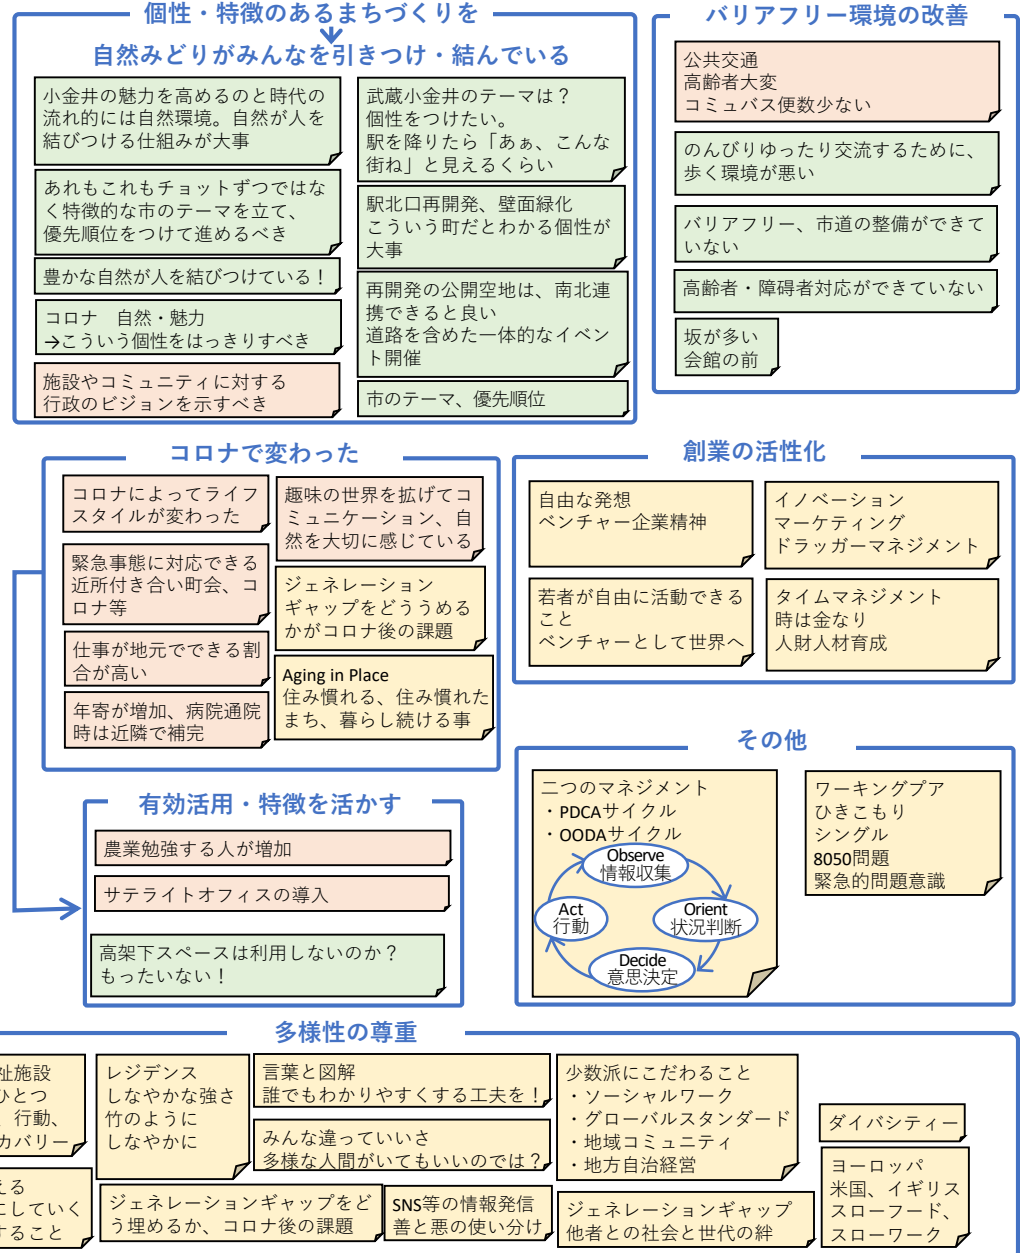 個性・特徴のあるまちづくりを
自然みどりがみんなを引きつけ・結んでいる
小金井の魅力を高めるのと時代の
流れ的には自然環境。自然が人を
結びつける仕組みが大事
あれもこれもチョットずつではな
く特徴的な市のテーマを立て、
優先順位をつけて進めるべき
豊かな自然が人を結びつけている！
コロナ　自然・魅力
→こういう個性をはっきりすべき
施設やコミュニティに対する
行政のビジョンを示すべき
武蔵小金井のテーマは？
個性をつけたい。
駅を降りたら「あぁ、こんな
街ね」と見えるくらい
駅北口再開発、壁面緑化
こういう町だとわかる個性が
大事
再開発の公開空地は、南北連
携できると良い
道路を含めた一体的なイベン
ト開催
市のテーマ、優先順位
バリアフリー環境の改善
公共交通
高齢者大変
コミュバス便数少ない
のんびりゆったり交流するために、
歩く環境が悪い
バリアフリー、市道の整備ができて
いない
高齢者・障碍者対応ができていない
坂が多い
会館の前
コロナで変わった
コロナによってライフ
スタイルが変わった
緊急事態に対応できる
近所付き合い町会、コ
ロナ等
仕事が地元でできる割
合が高い
年寄が増加、病院通院
時は近隣で補完
趣味の世界を拡げてコ
ミュニケーション、自
然を大切に感じている
ジェネレーション
ギャップをどううめる
かがコロナ後の課題
Aging in Place
住み慣れる、住み慣れた
まち、暮らし続ける事
創業の活性化
自由な発想
ベンチャー企業精神
イノベーション
マーケティング
ドラッガーマネジメント
若者が自由に活動できる
こと
ベンチャーとして世界へ
タイムマネジメント
時は金なり
人財人材育成
有効活用・特徴を活かす
農業勉強する人が増加
サテライトオフィスの導入
高架下スペースは利用しないのか？
もったいない！
その他
二つのマネジメント
・PDCAサイクル
・OODAサイクル
Observe
情報収集
Act
行動
Orient
状況判断
Decide
意思決定
ワーキングプア
ひきこもり
シングル
8050問題
緊急的問題意識
多様性の尊重
祉施設
ひとつ
、行動、
カバリー
える
にしていく
すること
レジデンス
しなやかな強さ
竹のように
しなやかに
言葉と図解
誰でもわかりやすくする工夫を！
みんな違っていいさ
多様な人間がいてもいいのでは？
ジェネレーションギャップをど
う埋めるか、コロナ後の課題
SNS等の情報発信
善と悪の使い分け
少数派にこだわること
・ソーシャルワーク
・グローバルスタンダード
・地域コミュニティ
・地方自治経営
ジェネレーションギャップ
他者との社会と世代の絆
ダイバシティー
ヨーロッパ
米国、イギリス
スローフード、
スローワーク